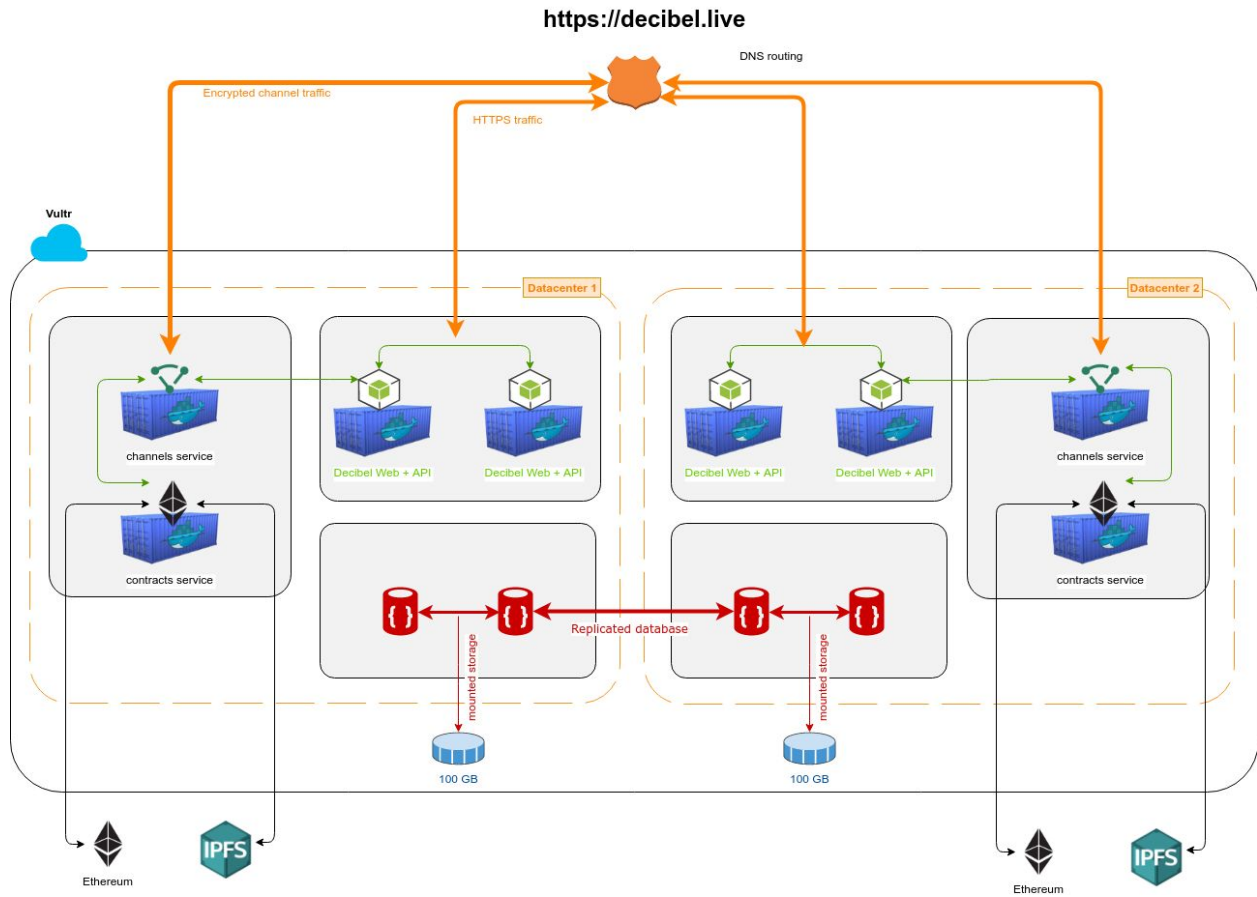 https://decibel.live
DNS routing
Encrypted channel traffic
HTTPS traffic
Vultr
Datacenter 1
Datacenter 2
channels service
Decibel Web + API
Decibel Web + API
Decibel Web + API
Decibel Web + API
channels service
contracts service
contracts service
{ }
{ }
{ }
{ }
Replicated database
mounted storage
mounted storage
100 GB
100 GB
IPFS
IPFS
Ethereum
Ethereum